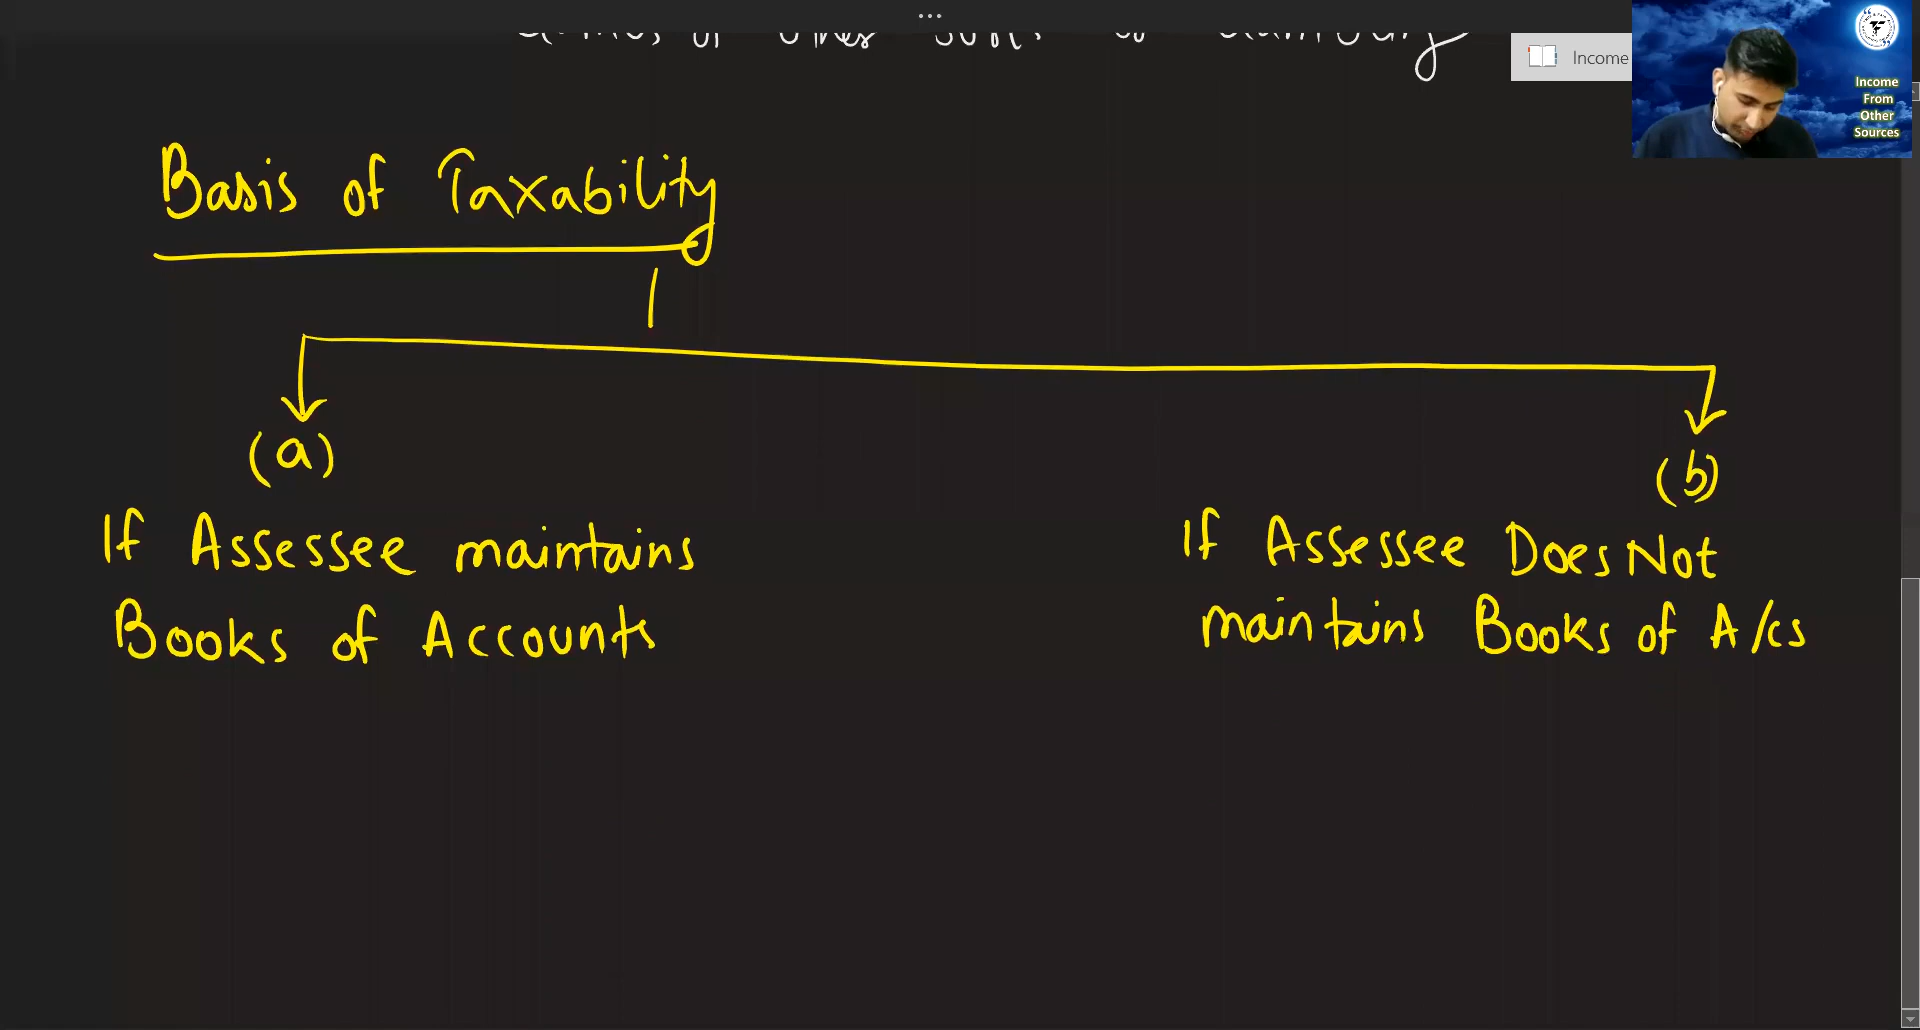 Income
Income
From
Other
Sources
Basis of Taxability
(a)
(b)
If Assessee maintains
Books of Accounts
If Assessee Does Not
maintains Books of A/cs